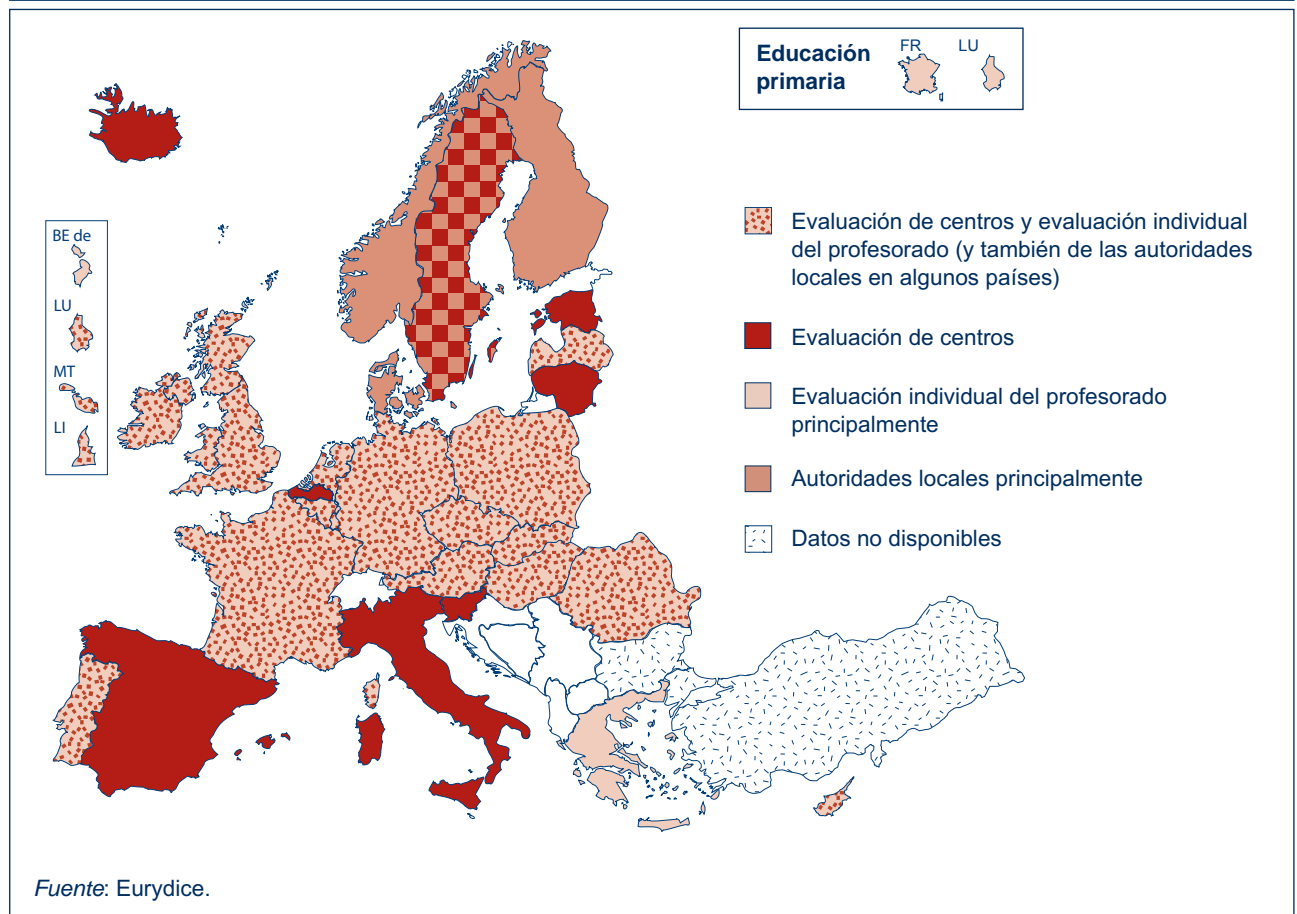 Educación
primaria
FR
LU
BE de
LU
MT
LI
Evaluación de centros y evaluación individual
del profesorado (y también de las autoridades
locales en algunos países)
Evaluación de centros
Evaluación individual del profesorado
principalmente
Autoridades locales principalmente
Datos no disponibles
Fuente: Eurydice.